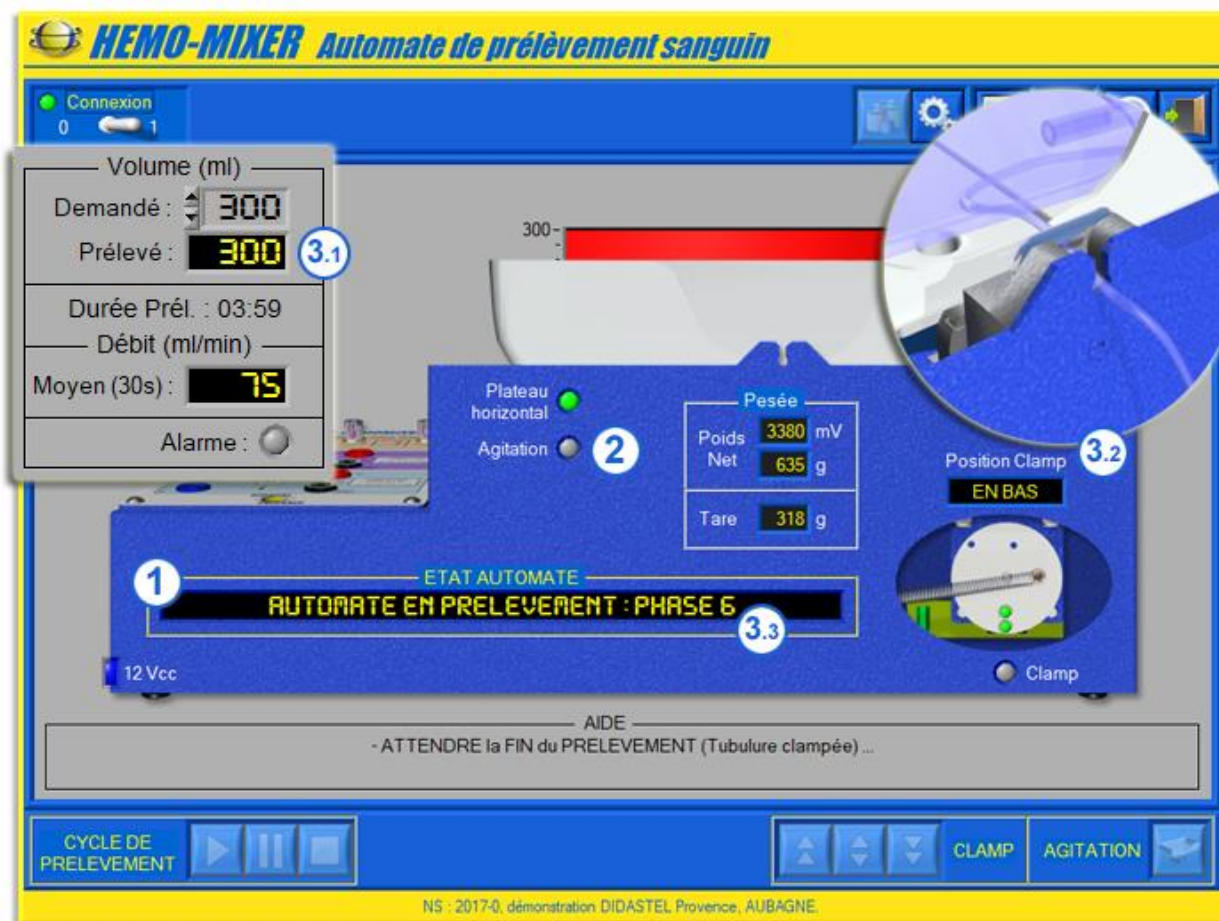 HEMO-MIXER Automate de prélèvement sanguin
Connexion
0 1
Volume (ml)
Demandé : 300
Prélevé : 300
3.1
Durée Prél. : 03:59
Débit (ml/min)
Moyen (30s) : 75
Alarme :
300
Plateau
horizontal
Agitation
2
Pesée
Poids 3380 mV
Net 635 g
Tare 318 g
3.2
Position Clamp
EN BAS
1
ETAT AUTOMATE
AUTOMATE EN PRELEVEMENT : PHASE 6
3.3
12 Vcc
Clamp
AIDE
- ATTENDRE la FIN du PRELEVEMENT (Tubulure clampée) ...
CYCLE DE
PRELEVEMENT
CLAMP
AGITATION
NS : 2017-0, démonstration DIDASTEL Provence, AUBAGNE.